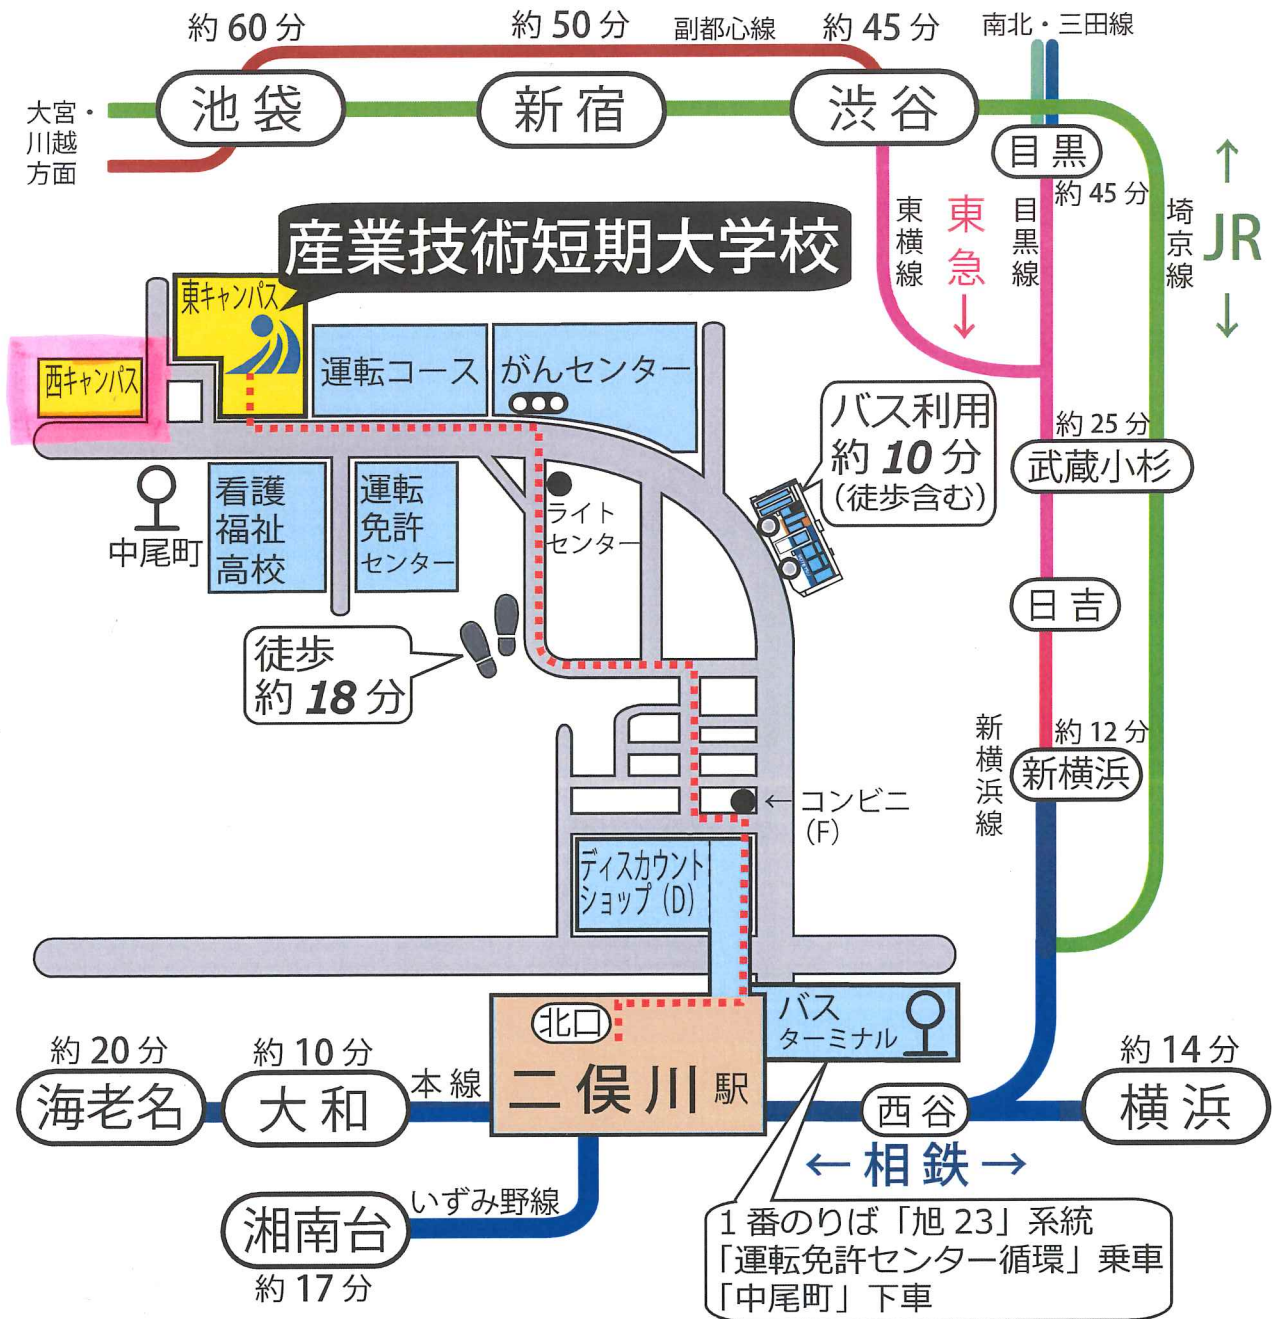 約 60 分
約 50 分
副都心線
約 45 分
南北・三田線
大宮・
川越
方面
池袋
新宿
渋谷
目黒
約 45 分
東横線
東急
↓
目黒線
埼京線
↑
JR
↓
産業技術短期大学校
東キャンパス
西キャンパス
運転コース
がんセンター
バス利用
約 10 分
(徒歩含む)
約 25 分
武蔵小杉
中尾町
看護
福祉
高校
運転
免許
センター
ライト
センター
日吉
徒歩
約 18 分
新横浜線
約 12 分
新横浜
← コンビニ
(F)
ディスカウント
ショップ (D)
北口
二俣川 駅
バス
ターミナル
約 20 分
海老名
約 10 分
大和
本線
西谷
約 14 分
横浜
← 相鉄 →
いずみ野線
湘南台
約 17 分
1 番のりば「旭 23」系統
「運転免許センター循環」乗車
「中尾町」下車